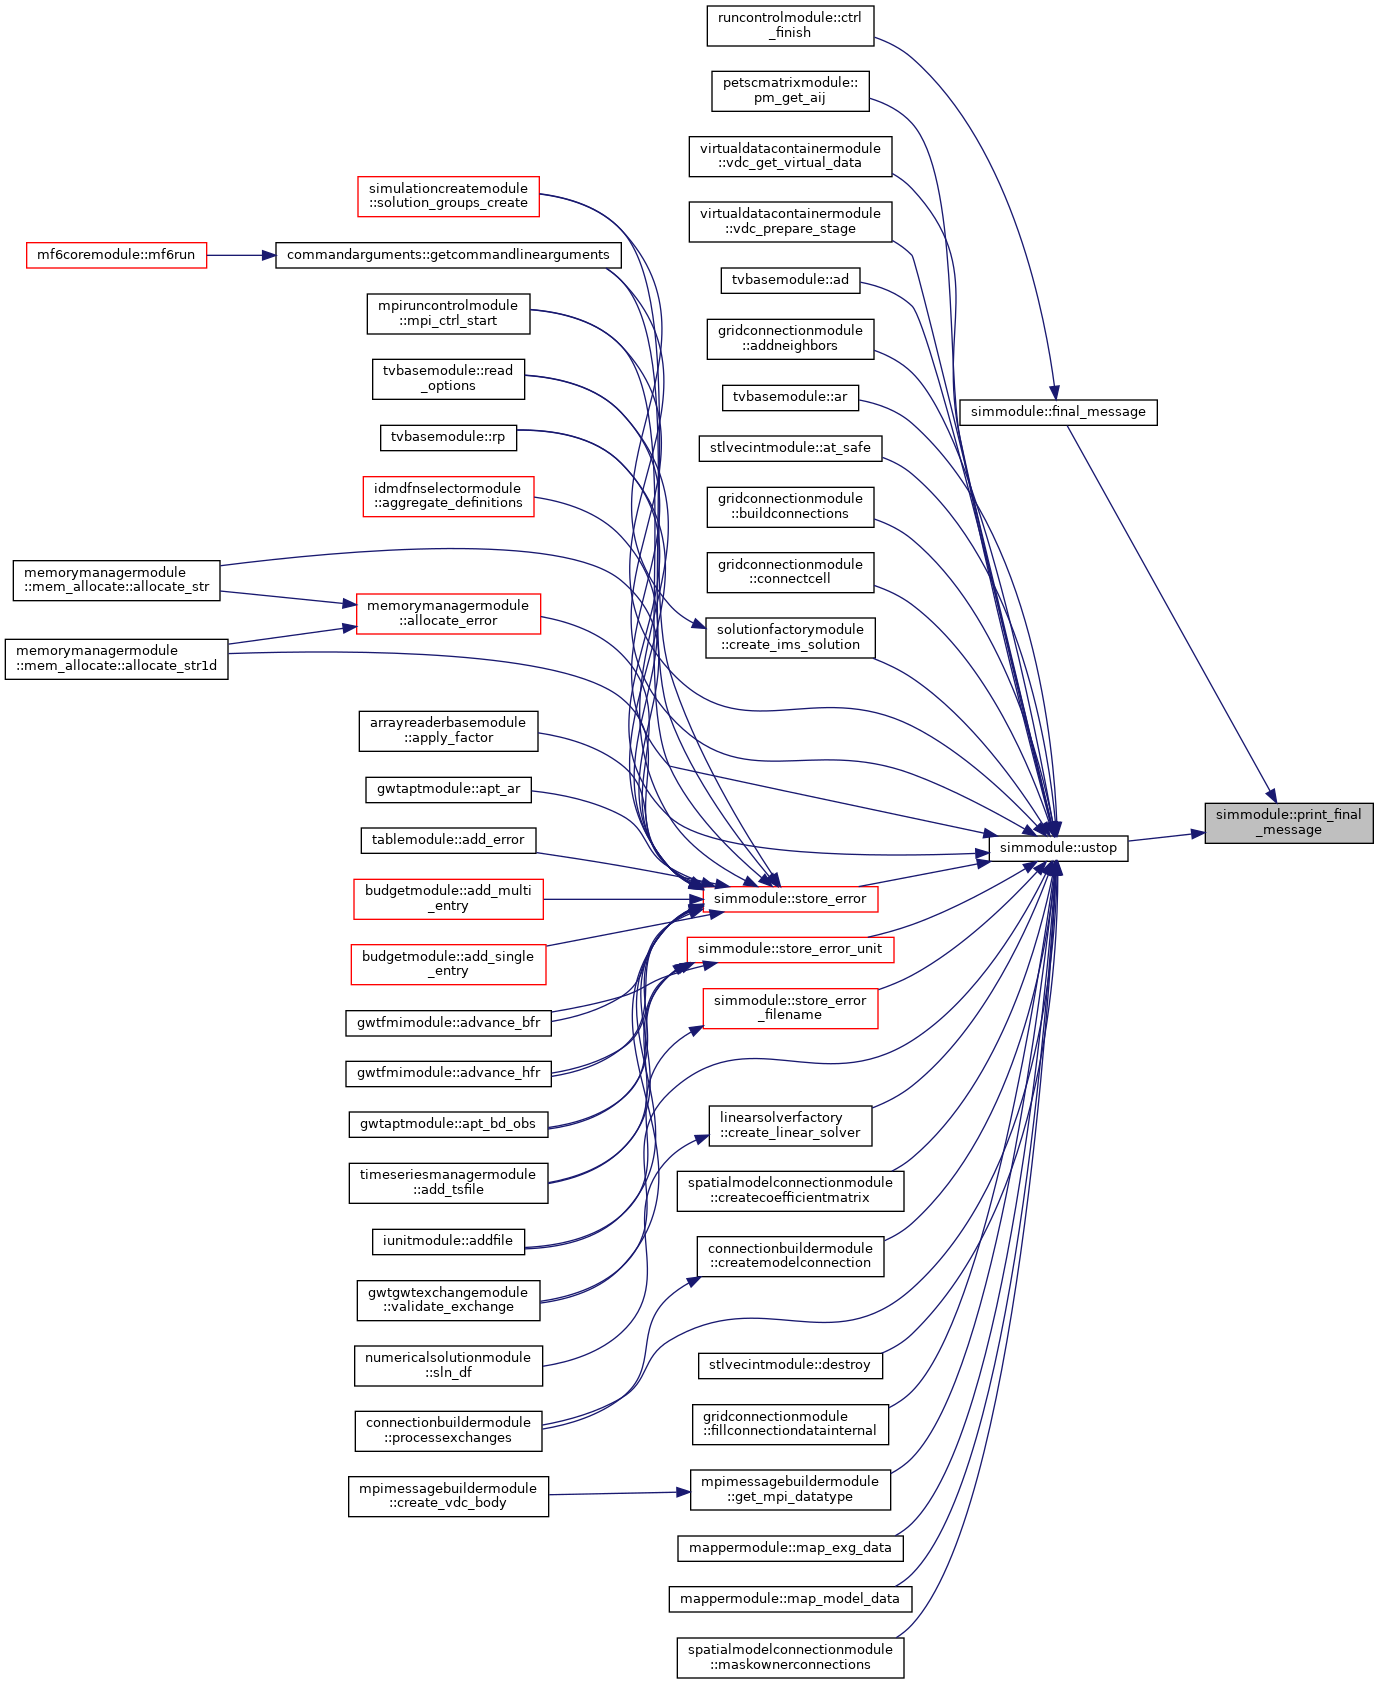 runcontrolmodule::ctrl
_finish
petscmatrixmodule::
pm_get_aij
virtualdatacontainermodule
::vdc_get_virtual_data
virtualdatacontainermodule
::vdc_prepare_stage
tvbasemodule::ad
gridconnectionmodule
::addneighbors
tvbasemodule::ar
stlvecintmodule::at_safe
gridconnectionmodule
::buildconnections
gridconnectionmodule
::connectcell
solutionfactorymodule
::create_ims_solution
simmodule::store_error
simmodule::store_error_unit
simmodule::store_error
_filename
linearsolverfactory
::create_linear_solver
spatialmodelconnectionmodule
::createcoefficientmatrix
connectionbuildermodule
::createmodelconnection
stlvecintmodule::destroy
gridconnectionmodule
::fillconnectiondatainternal
mpimessagebuildermodule
::get_mpi_datatype
mappermodule::map_exg_data
mappermodule::map_model_data
spatialmodelconnectionmodule
::maskownerconnections
simulationcreatemodule
::solution_groups_create
mf6coremodule::mf6run
commandarguments::getcommandlinearguments
mpiruncontrolmodule
::mpi_ctrl_start
tvbasemodule::read
_options
tvbasemodule::rp
idmdfnselectormodule
::aggregate_definitions
memorymanagermodule
::mem_allocate::allocate_str
memorymanagermodule
::allocate_error
memorymanagermodule
::mem_allocate::allocate_str1d
arrayreaderbasemodule
::apply_factor
gwtaptmodule::apt_ar
tablemodule::add_error
budgetmodule::add_multi
_entry
budgetmodule::add_single
_entry
gwtfmimodule::advance_bfr
gwtfmimodule::advance_hfr
gwtaptmodule::apt_bd_obs
timeseriesmanagermodule
::add_tsfile
iunitmodule::addfile
gwtgwtexchangemodule
::validate_exchange
numericalsolutionmodule
::sln_df
connectionbuildermodule
::processexchanges
mpimessagebuildermodule
::create_vdc_body
simmodule::final_message
simmodule::ustop
simmodule::print_final
_message